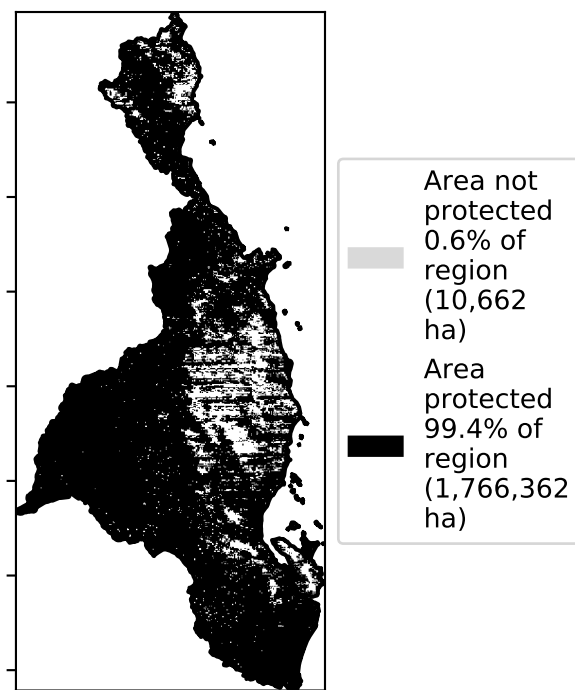 Area not
protected
0.6% of
region
(10,662
ha)
Area
protected
99.4% of
region
(1,766,362
ha)